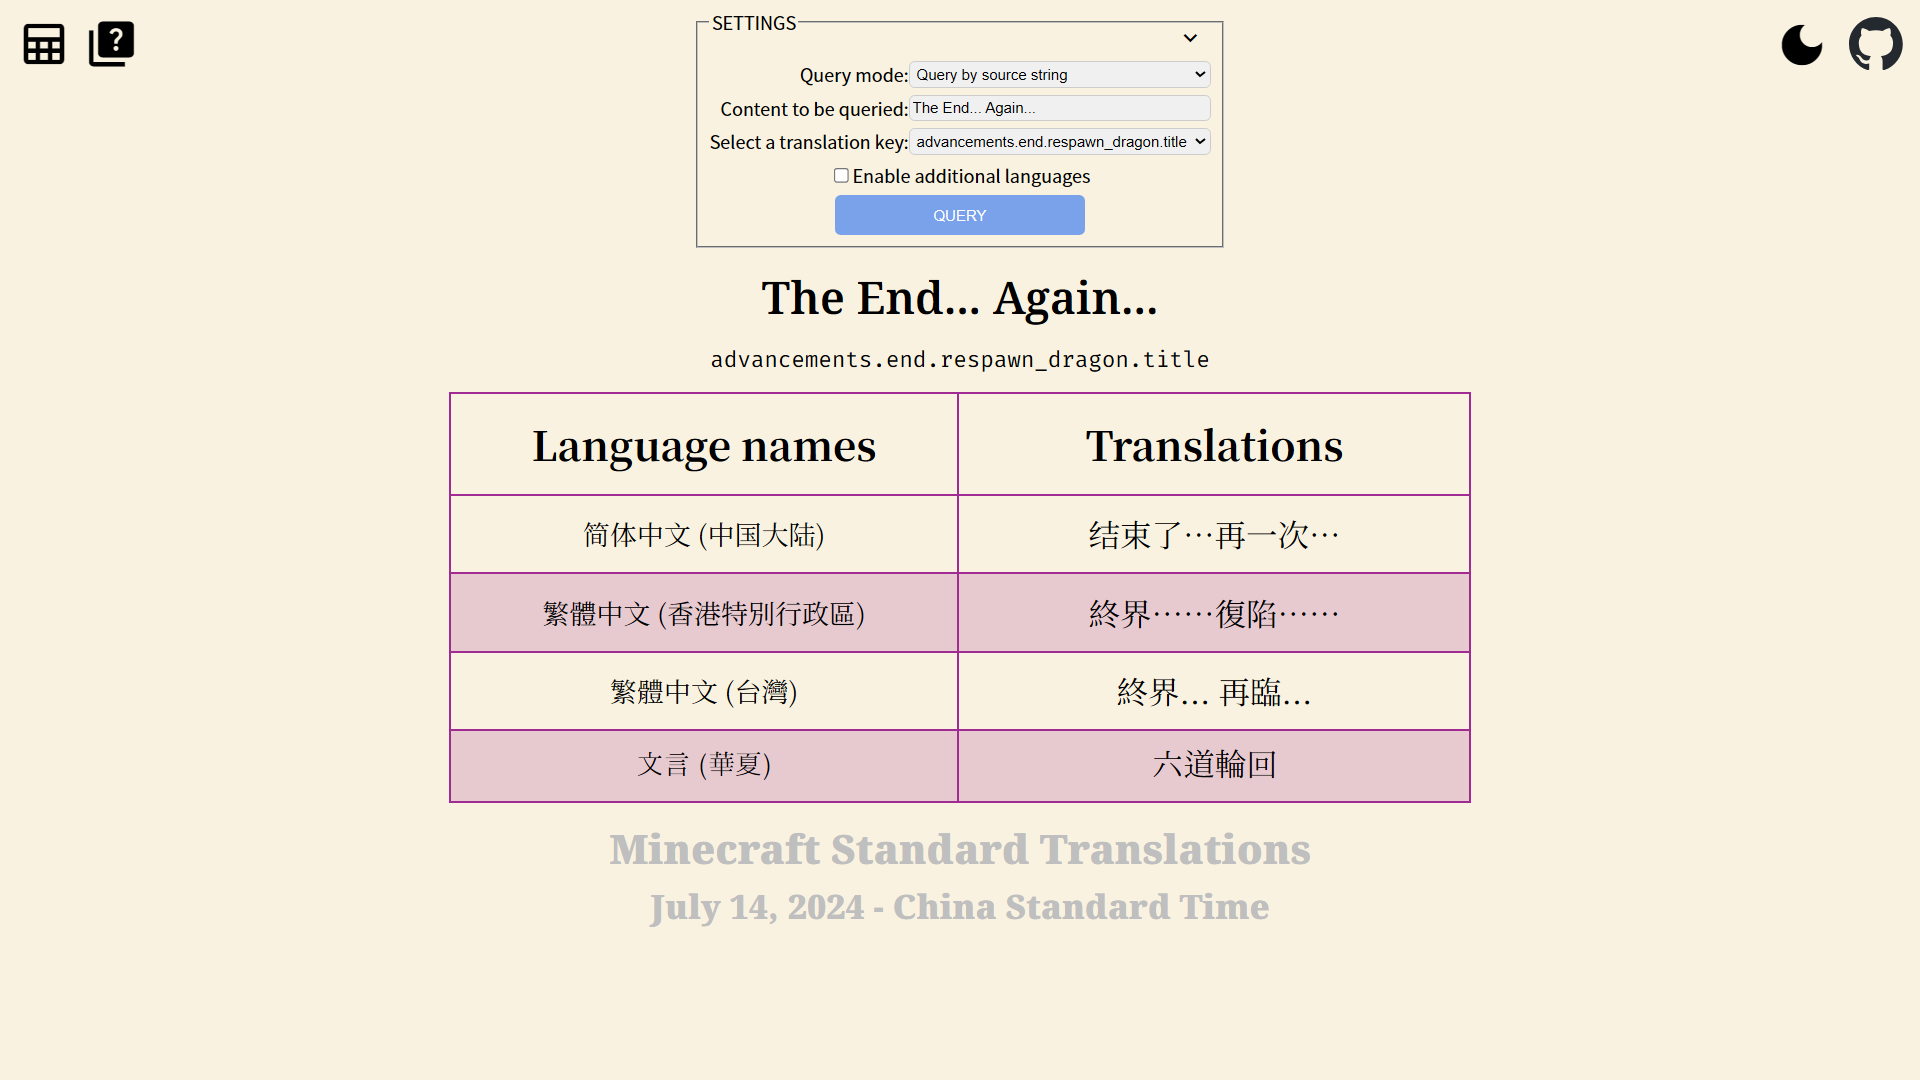 SETTINGS
Query mode: Query by source string
Content to be queried: The End... Again...
Select a translation key: advancements.end.respawn_dragon.title
Enable additional languages
QUERY
The End... Again...
advancements.end.respawn_dragon.title
Language names Translations
简体中文 (中国大陆) 结束了…再一次…
繁體中文 (香港特別行政區) 終界……復陷……
繁體中文 (台灣) 終界... 再臨...
文言 (華夏) 六道輪回
Minecraft Standard Translations
July 14, 2024 - China Standard Time